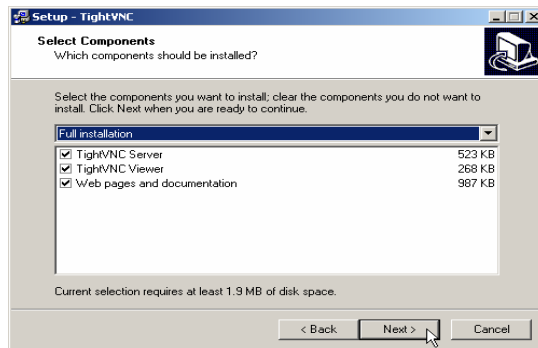 Setup - TightVNC
Select Components
Which components should be installed?
Select the components you want to install; clear the components you do not want to
install. Click Next when you are ready to continue.
Full installation
TightVNC Server 523 KB
TightVNC Viewer 268 KB
Web pages and documentation 987 KB
Current selection requires at least 1.9 MB of disk space.
< Back Next > Cancel